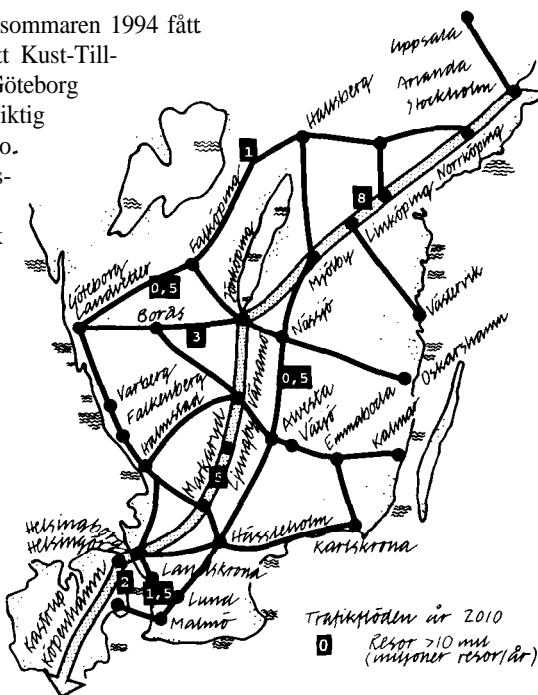 sommaren 1994 fått
tt Kust-Till-
Göteborg
iktig
o.
s-
k
Uppsala
Arlanda
Stockholm
Hallsberg
Norrköping
Linköping
8
1
Falköping
Jönköping
Mjölby
Västervik
Göteborg
Landvetter
0,5
Borås
3
Nässjö
Oskarshamn
Värnamo
0,5
Varberg
Falkenberg
Halmstad
Ljungby
Markaryd
5
Alvesta
Växjö
Emmaboda
Kalmar
Karlskrona
Hässleholm
Helsingborg
Helsingör
Landskrona
2
1,5
Lund
Malmö
Kastrup
Köpenhamn
Trafikflöden år 2010
0 Resor >10 mil
(miljoner resor/år)